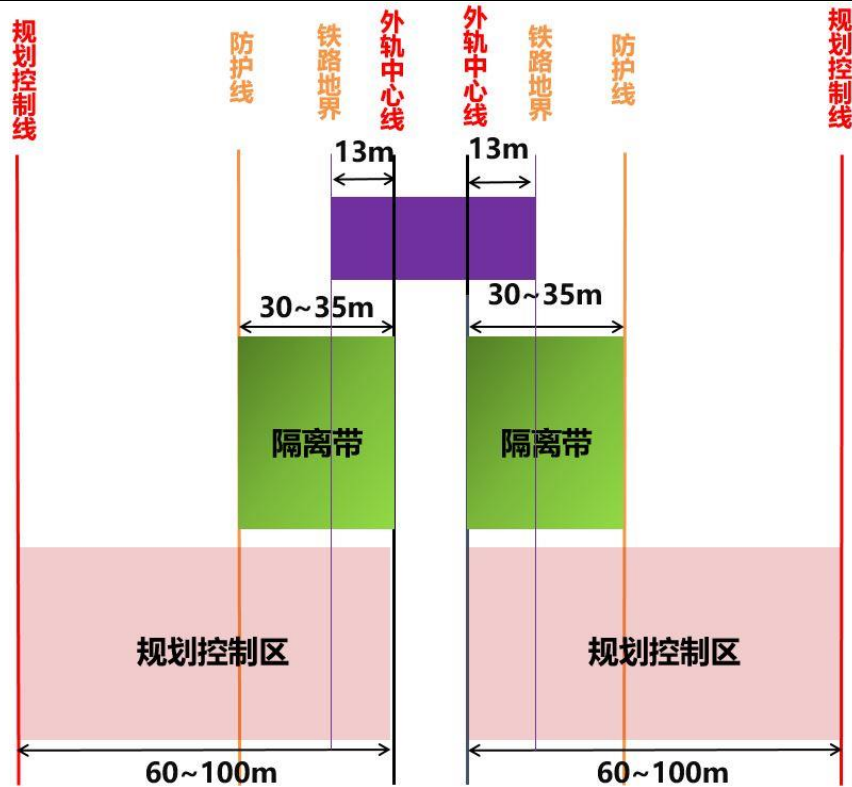 规划控制线
防护线
铁路地界
外轨中心线
外轨中心线
铁路地界
防护线
规划控制线
13m
13m
30~35m
30~35m
隔离带
隔离带
规划控制区
规划控制区
60~100m
60~100m